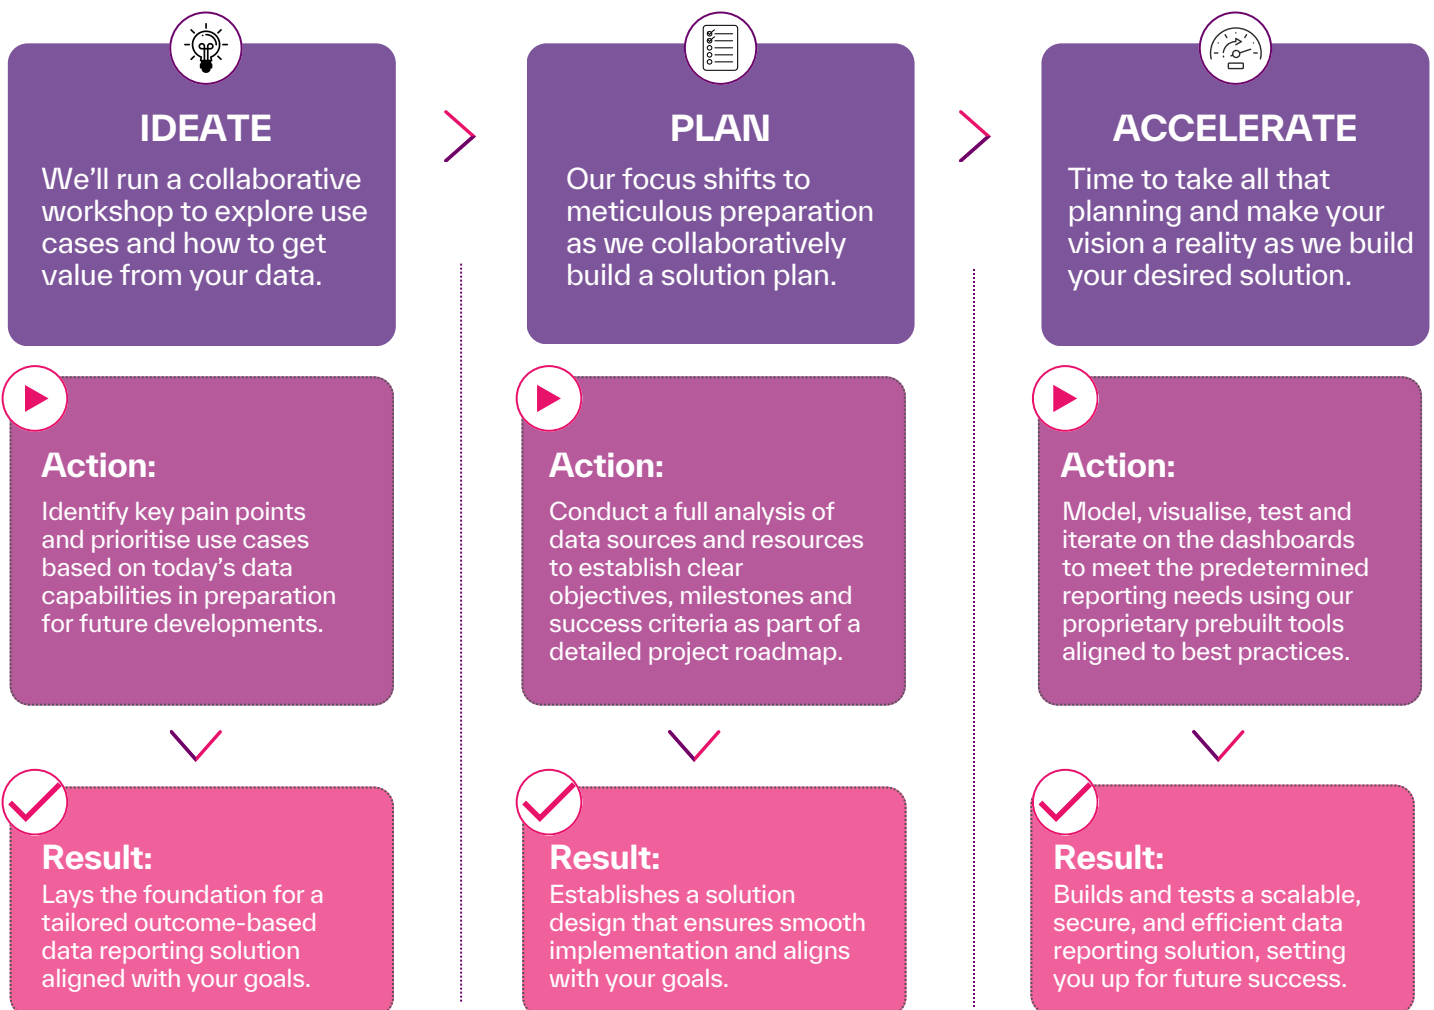 IDEATE
We'll run a collaborative
workshop to explore use
cases and how to get
value from your data.
PLAN
Our focus shifts to
meticulous preparation
as we collaboratively
build a solution plan.
ACCELERATE
Time to take all that
planning and make your
vision a reality as we build
your desired solution.
Action:
Identify key pain points
and prioritise use cases
based on today's data
capabilities in preparation
for future developments.
Action:
Conduct a full analysis of
data sources and resources
to establish clear
objectives, milestones and
success criteria as part of a
detailed project roadmap.
Action:
Model, visualise, test and
iterate on the dashboards
to meet the predetermined
reporting needs using our
proprietary prebuilt tools
aligned to best practices.
Result:
Lays the foundation for a
tailored outcome-based
data reporting solution
aligned with your goals.
Result:
Establishes a solution
design that ensures smooth
implementation and aligns
with your goals.
Result:
Builds and tests a scalable,
secure, and efficient data
reporting solution, setting
you up for future success.